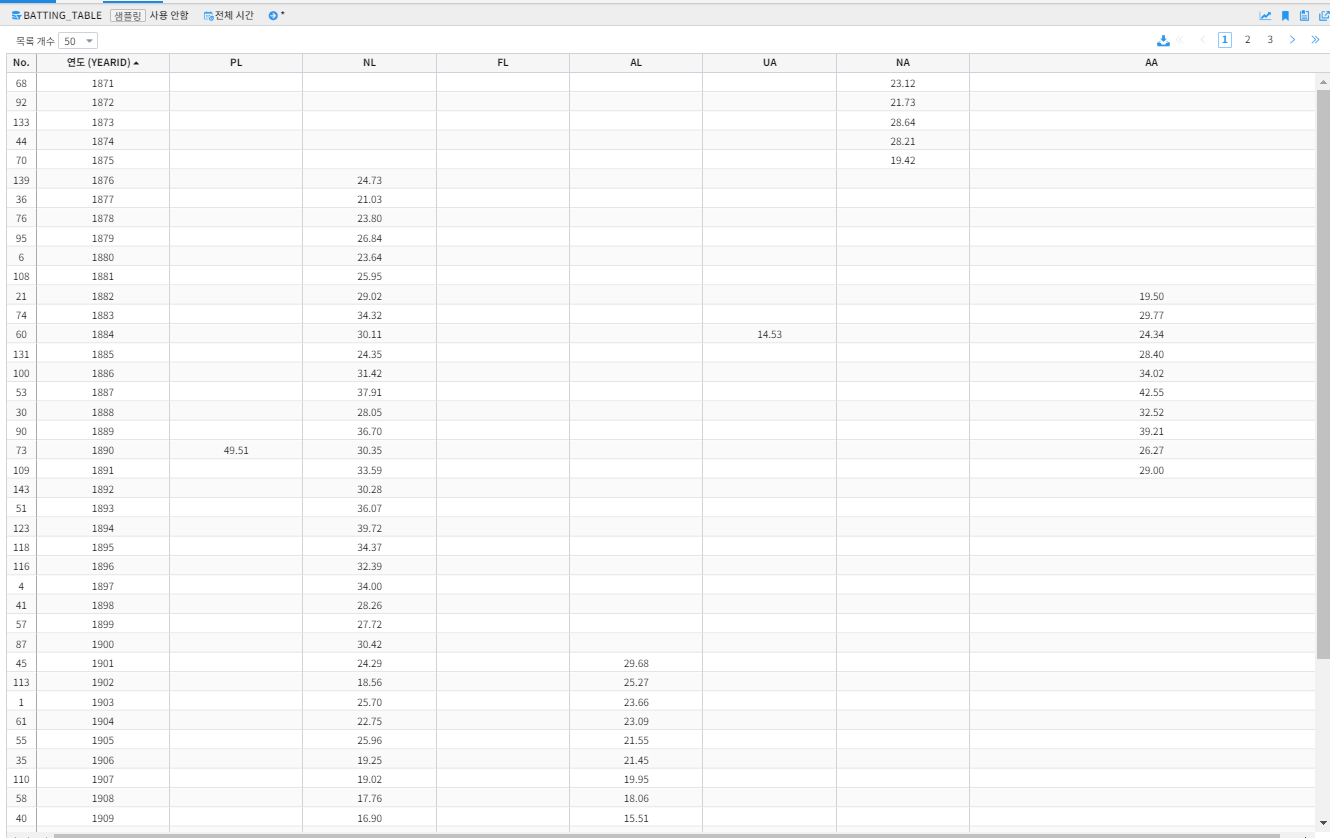 BATTING_TABLE 샘플링 사용 안함 전체 시간 *
목록 개수 50 1 2 3
No. 연도 (YEARID) PL NL FL AL UA NA AA
68 1871 23.12
92 1872 21.73
133 1873 28.64
44 1874 28.21
70 1875 19.42
139 1876 24.73
36 1877 21.03
76 1878 23.80
95 1879 26.84
6 1880 23.64
108 1881 25.95
21 1882 29.02 19.50
74 1883 34.32 29.77
60 1884 30.11 14.53 24.34
131 1885 24.35 28.40
100 1886 31.42 34.02
53 1887 37.91 42.55
30 1888 28.05 32.52
90 1889 36.70 39.21
73 1890 49.51 30.35 26.27
109 1891 33.59 29.00
143 1892 30.28
51 1893 36.07
123 1894 39.72
118 1895 34.37
116 1896 32.39
4 1897 34.00
41 1898 28.26
57 1899 27.72
87 1900 30.42
45 1901 24.29 29.68
113 1902 18.56 25.27
1 1903 25.70 23.66
61 1904 22.75 23.09
55 1905 25.96 21.55
35 1906 19.25 21.45
110 1907 19.02 19.95
58 1908 17.76 18.06
40 1909 16.90 15.51